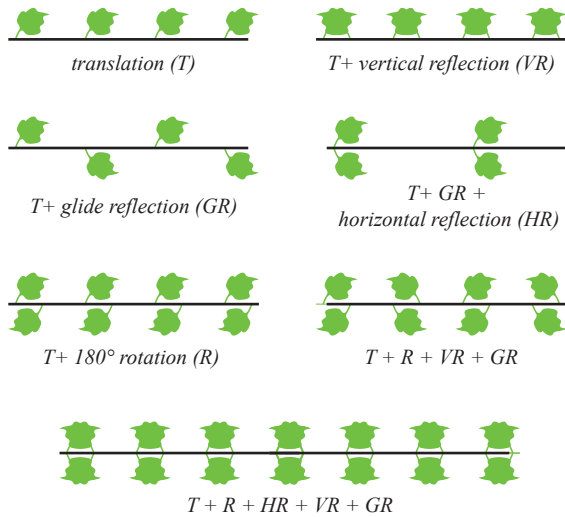 translation (T)
T+ vertical reflection (VR)
T+ glide reflection (GR)
T+ GR +
horizontal reflection (HR)
T+ 180° rotation (R)
T + R + VR + GR
T + R + HR + VR + GR